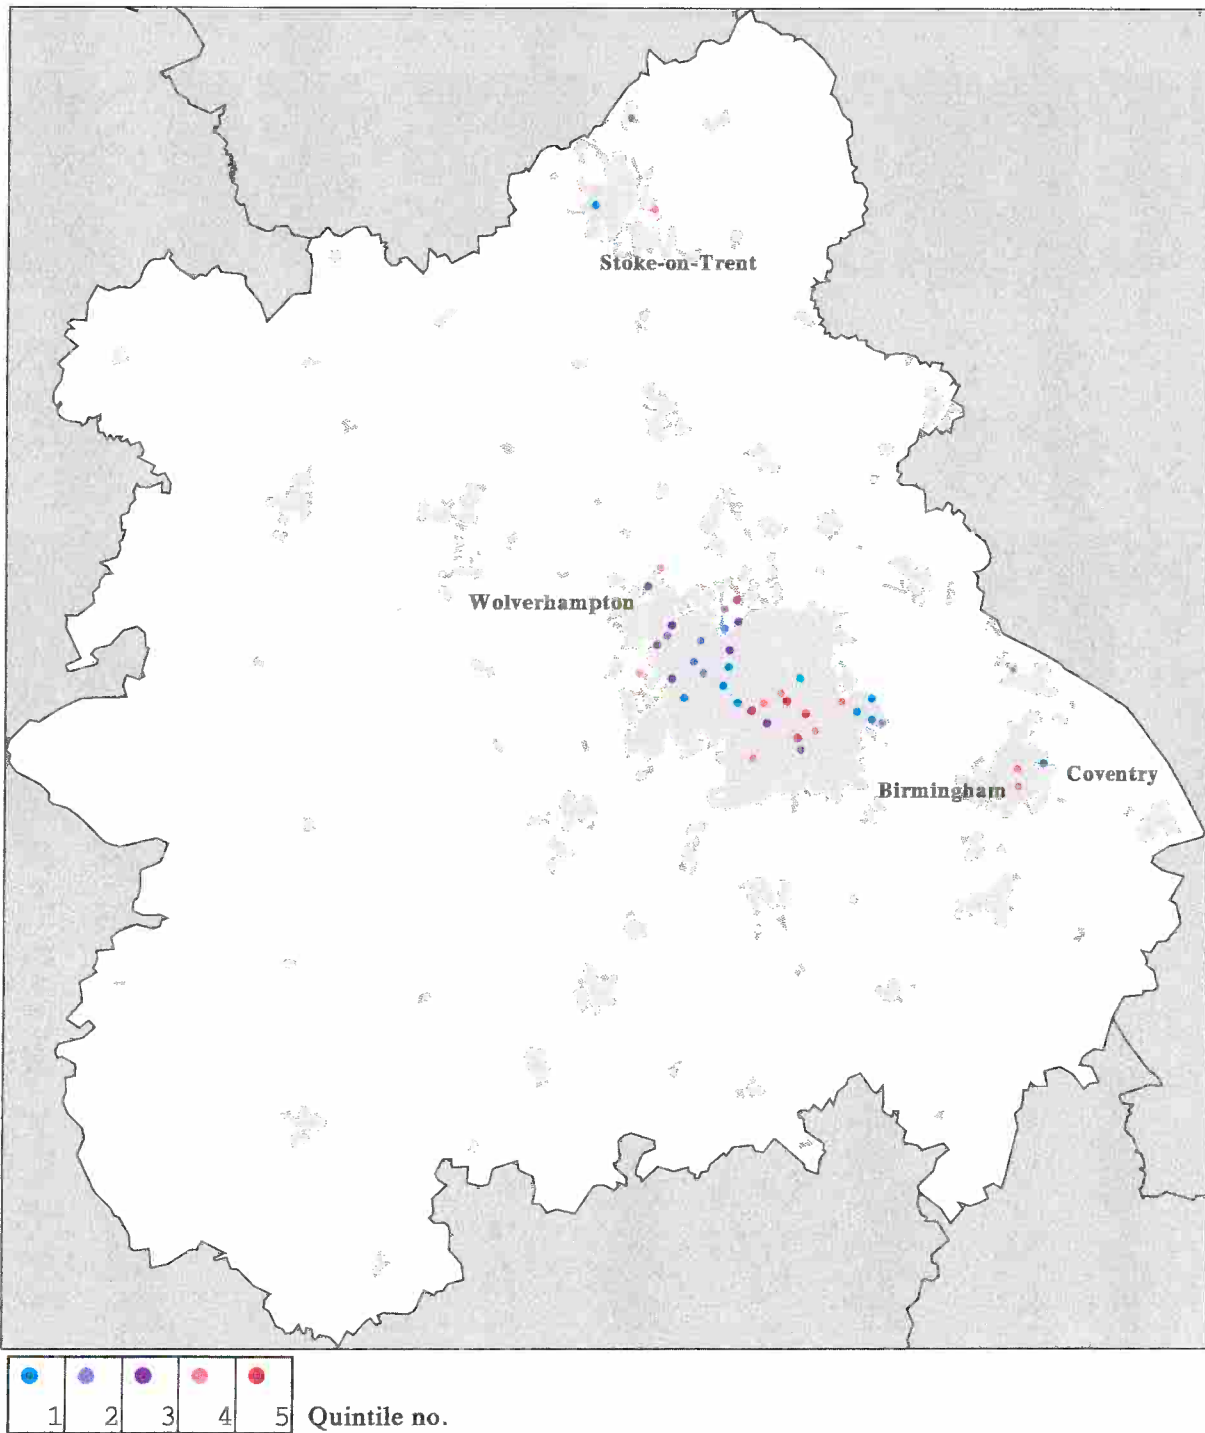 Stoke-on-Trent
Wolverhampton
Coventry
Birmingham
1 2 3 4 5 Quintile no.